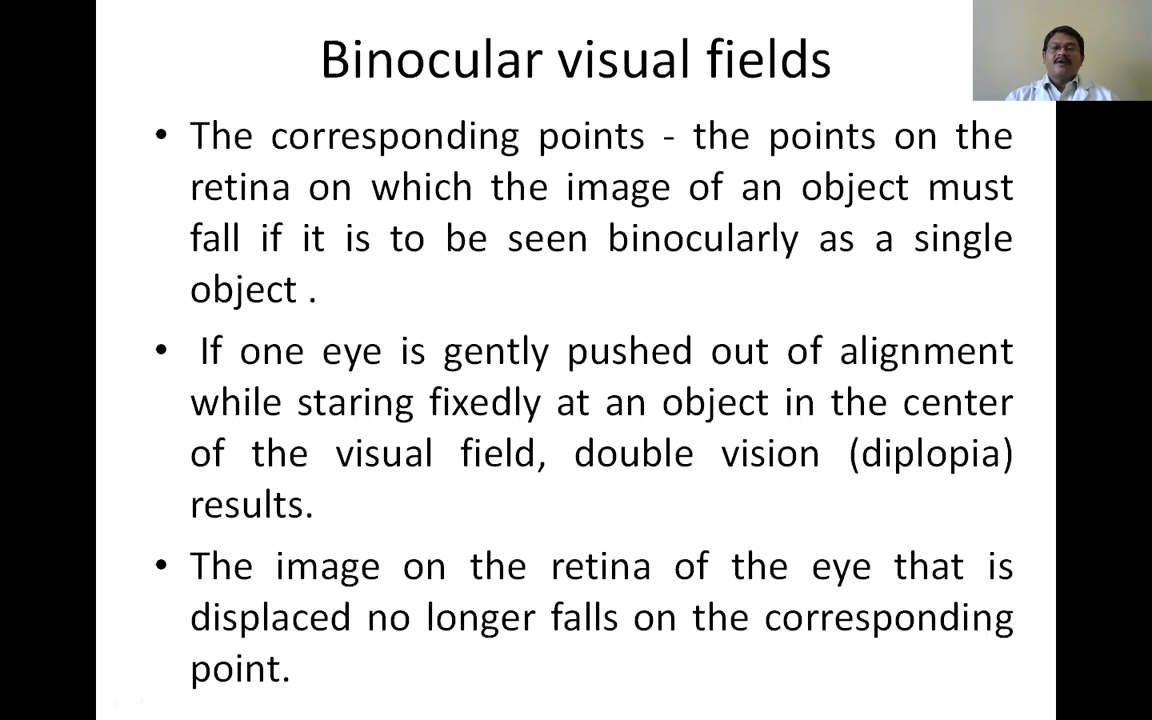 Binocular visual fields
• The corresponding points - the points on the
retina on which the image of an object must
fall if it is to be seen binocularly as a single
object .
• If one eye is gently pushed out of alignment
while staring fixedly at an object in the center
of the visual field, double vision (diplopia)
results.
• The image on the retina of the eye that is
displaced no longer falls on the corresponding
point.